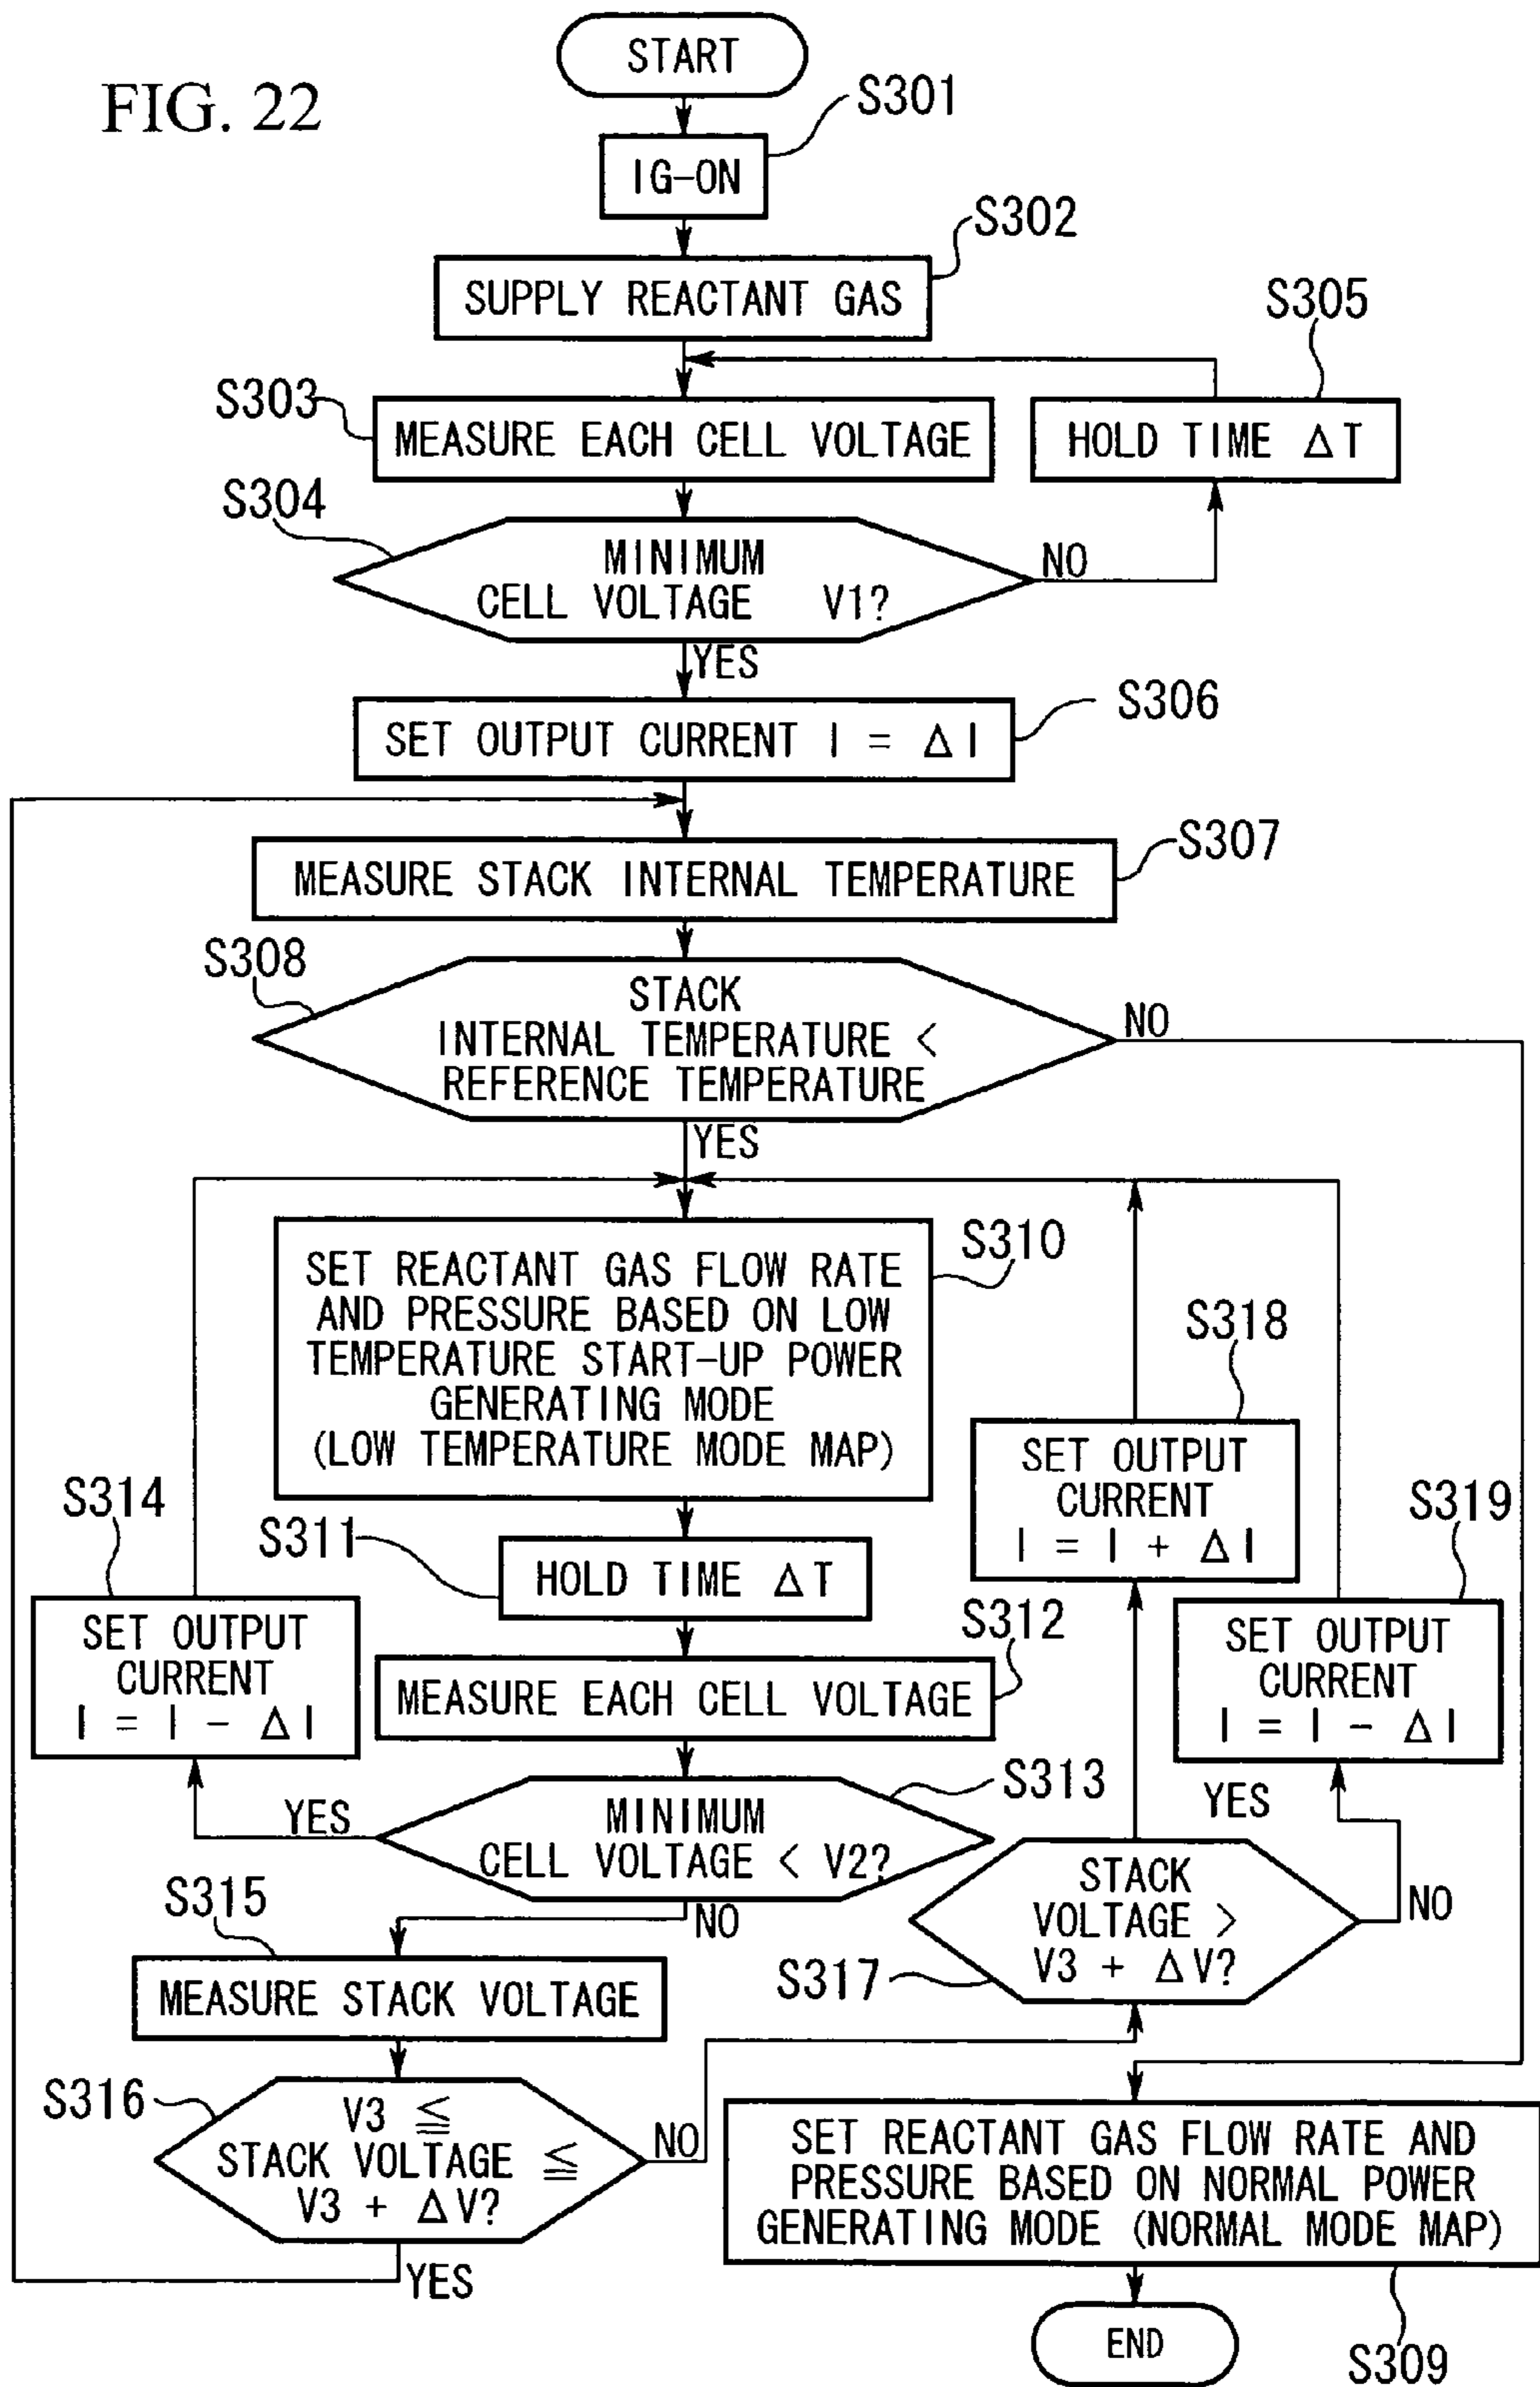 FIG. 22
START
S301
IG-ON
S302
SUPPLY REACTANT GAS
S305
S303
MEASURE EACH CELL VOLTAGE
HOLD TIME ΔT
S304
MINIMUM
CELL VOLTAGE V1?
NO
YES
S306
SET OUTPUT CURRENT I = ΔI
S307
MEASURE STACK INTERNAL TEMPERATURE
S308
STACK
INTERNAL TEMPERATURE <
REFERENCE TEMPERATURE
NO
YES
S310
SET REACTANT GAS FLOW RATE
AND PRESSURE BASED ON LOW
TEMPERATURE START-UP POWER
GENERATING MODE
(LOW TEMPERATURE MODE MAP)
S318
SET OUTPUT
CURRENT
I = I + ΔI
S314
SET OUTPUT
CURRENT
I = I - ΔI
S311
HOLD TIME ΔT
S319
SET OUTPUT
CURRENT
I = I - ΔI
S312
MEASURE EACH CELL VOLTAGE
S313
MINIMUM
CELL VOLTAGE < V2?
YES
NO
YES
STACK
VOLTAGE >
V3 + ΔV?
NO
S317
S315
MEASURE STACK VOLTAGE
S316
V3 ≦
STACK VOLTAGE ≦
V3 + ΔV?
NO
YES
SET REACTANT GAS FLOW RATE AND
PRESSURE BASED ON NORMAL POWER
GENERATING MODE (NORMAL MODE MAP)
S309
END